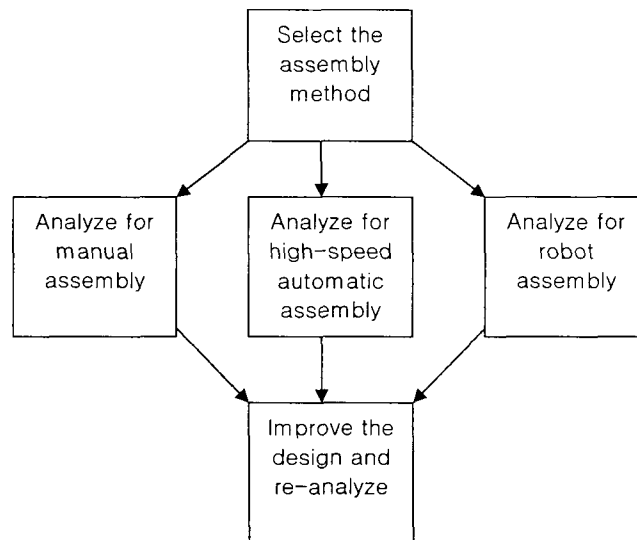 Select the
assembly
method
Analyze for
manual
assembly
Analyze for
high-speed
automatic
assembly
Analyze for
robot
assembly
Improve the
design and
re-analyze